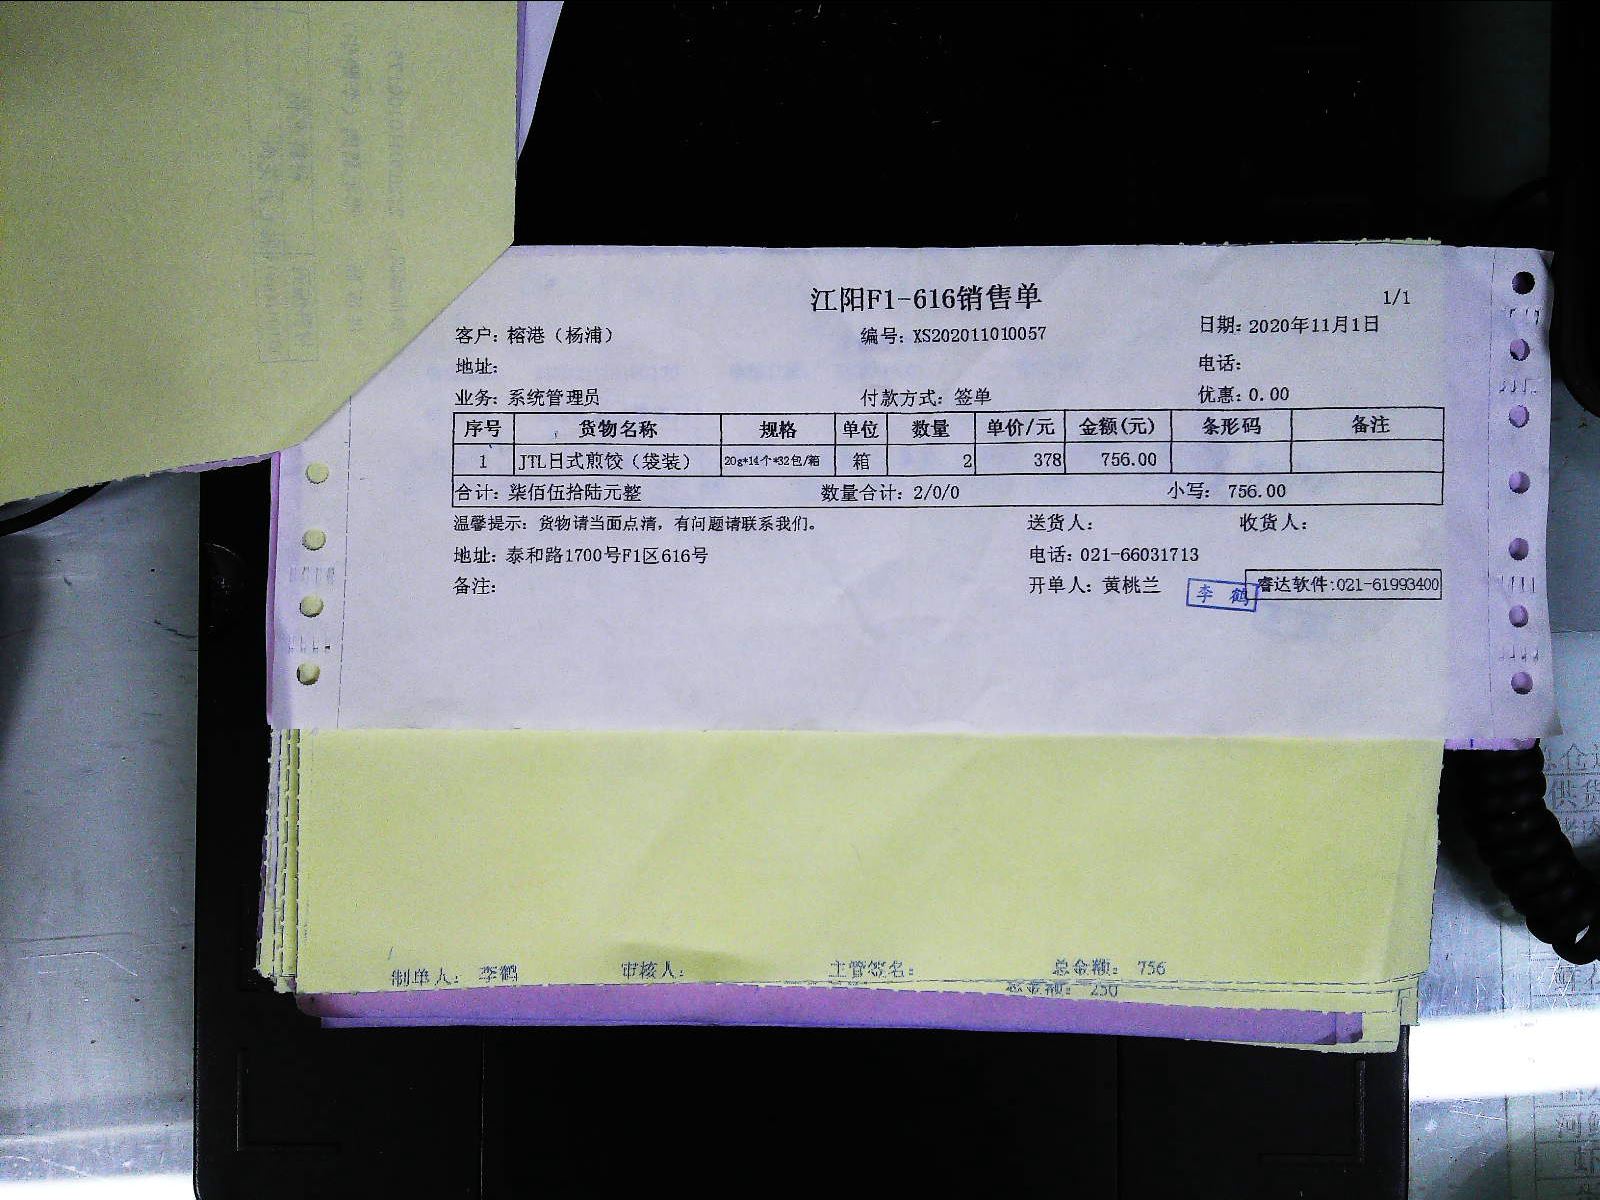 江阳F1-616销售单
1/1
客户: 榕港（杨浦） 编号: XS202011010057 日期: 2020年11月1日
地址: 电话:
业务: 系统管理员 付款方式: 签单 优惠: 0.00
序号 货物名称 规格 单位 数量 单价/元 金额(元) 条形码 备注
1 JTL日式煎饺（袋装） 20g*14个*32包/箱 箱 2 378 756.00
合计: 柒佰伍拾陆元整 数量合计: 2/0/0 小写: 756.00
温馨提示: 货物请当面点清，有问题请联系我们。 送货人: 收货人:
地址: 泰和路1700号F1区616号 电话: 021-66031713
备注: 开单人: 黄桃兰 李鹤 睿达软件:021-61993400
制单人: 李鹤 审核人: 主管签名: 总金额: 756
总金额: 250
供货